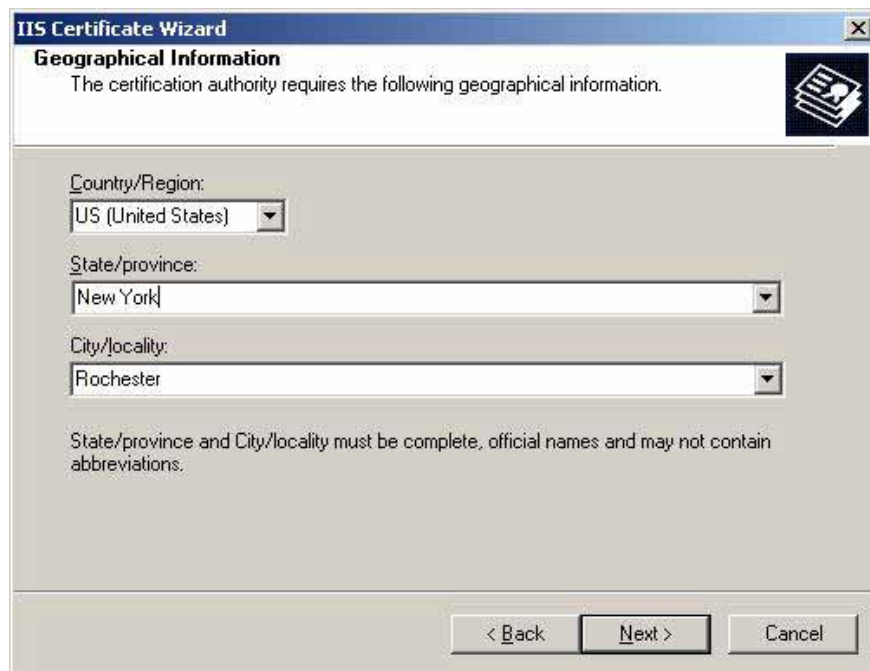 IIS Certificate Wizard
Geographical Information
The certification authority requires the following geographical information.
Country/Region:
US (United States)
State/province:
New York
City/locality:
Rochester
State/province and City/locality must be complete, official names and may not contain
abbreviations.
< Back Next > Cancel